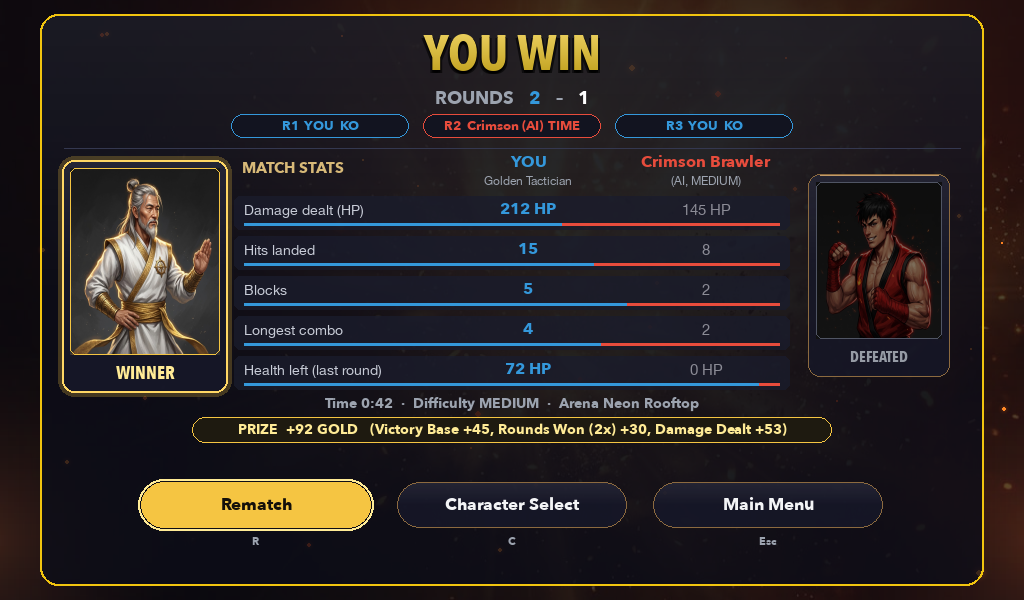 YOU WIN
ROUNDS 2 - 1
R1 YOU KO
R2 Crimson (AI) TIME
R3 YOU KO
MATCH STATS
YOU
Golden Tactician
Crimson Brawler
(AI, MEDIUM)
Damage dealt (HP) 212 HP 145 HP
Hits landed 15 8
Blocks 5 2
Longest combo 4 2
Health left (last round) 72 HP 0 HP
WINNER
DEFEATED
Time 0:42 · Difficulty MEDIUM · Arena Neon Rooftop
PRIZE +92 GOLD (Victory Base +45, Rounds Won (2x) +30, Damage Dealt +53)
Rematch
Character Select
Main Menu
R
C
Esc